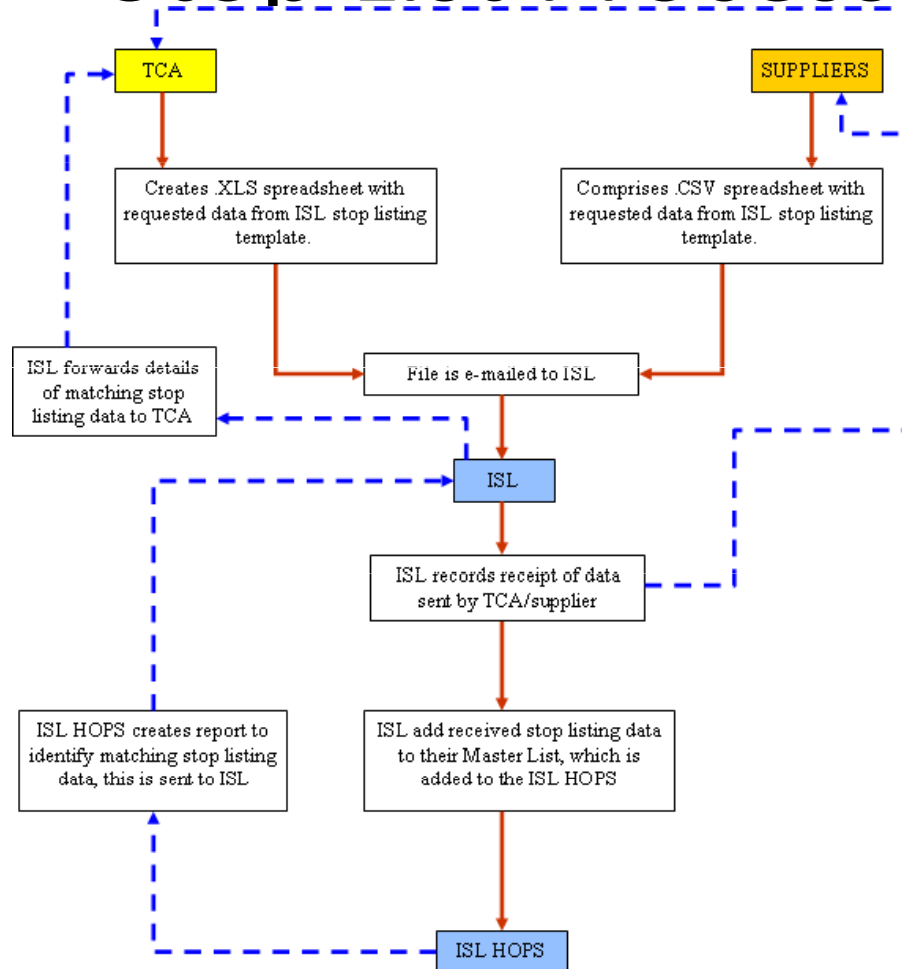 TCA
SUPPLIERS
Creates .XLS spreadsheet with
requested data from ISL stop listing
template.
Comprises .CSV spreadsheet with
requested data from ISL stop listing
template.
ISL forwards details
of matching stop
listing data to TCA
File is e-mailed to ISL
ISL
ISL records receipt of data
sent by TCA/supplier
ISL HOPS creates report to
identify matching stop listing
data, this is sent to ISL
ISL add received stop listing data
to their Master List, which is
added to the ISL HOPS
ISL HOPS